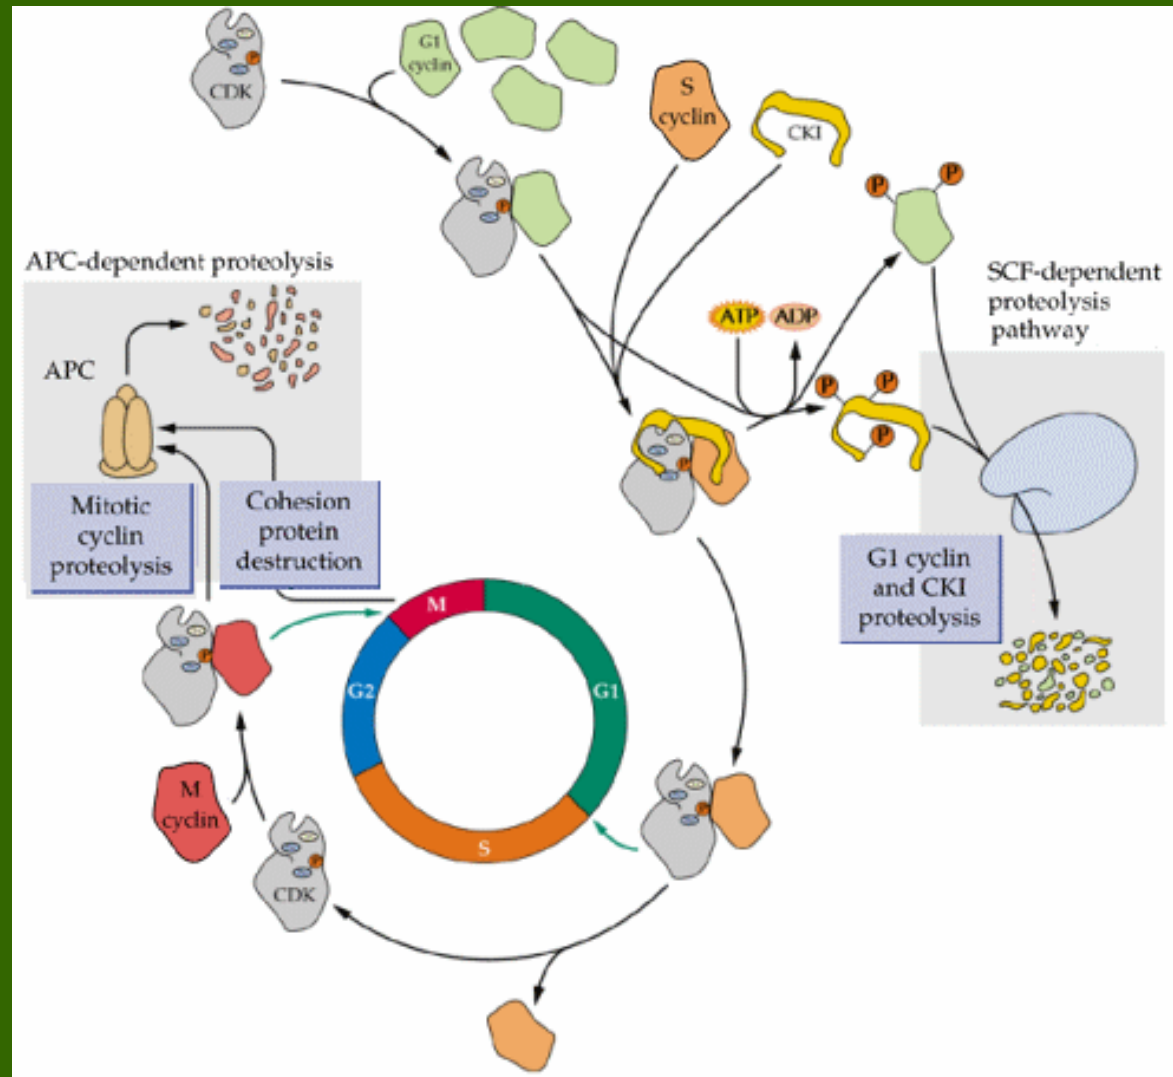 CDK
G1
cyclin
S
cyclin
CKI
P
P
P
P
APC-dependent proteolysis
SCF-dependent
proteolysis
pathway
ATP
ADP
APC
P
P
P
P
Mitotic
cyclin
proteolysis
Cohesion
protein
destruction
G1 cyclin
and CKI
proteolysis
M
P
G2
G1
M
cyclin
P
S
CDK
P